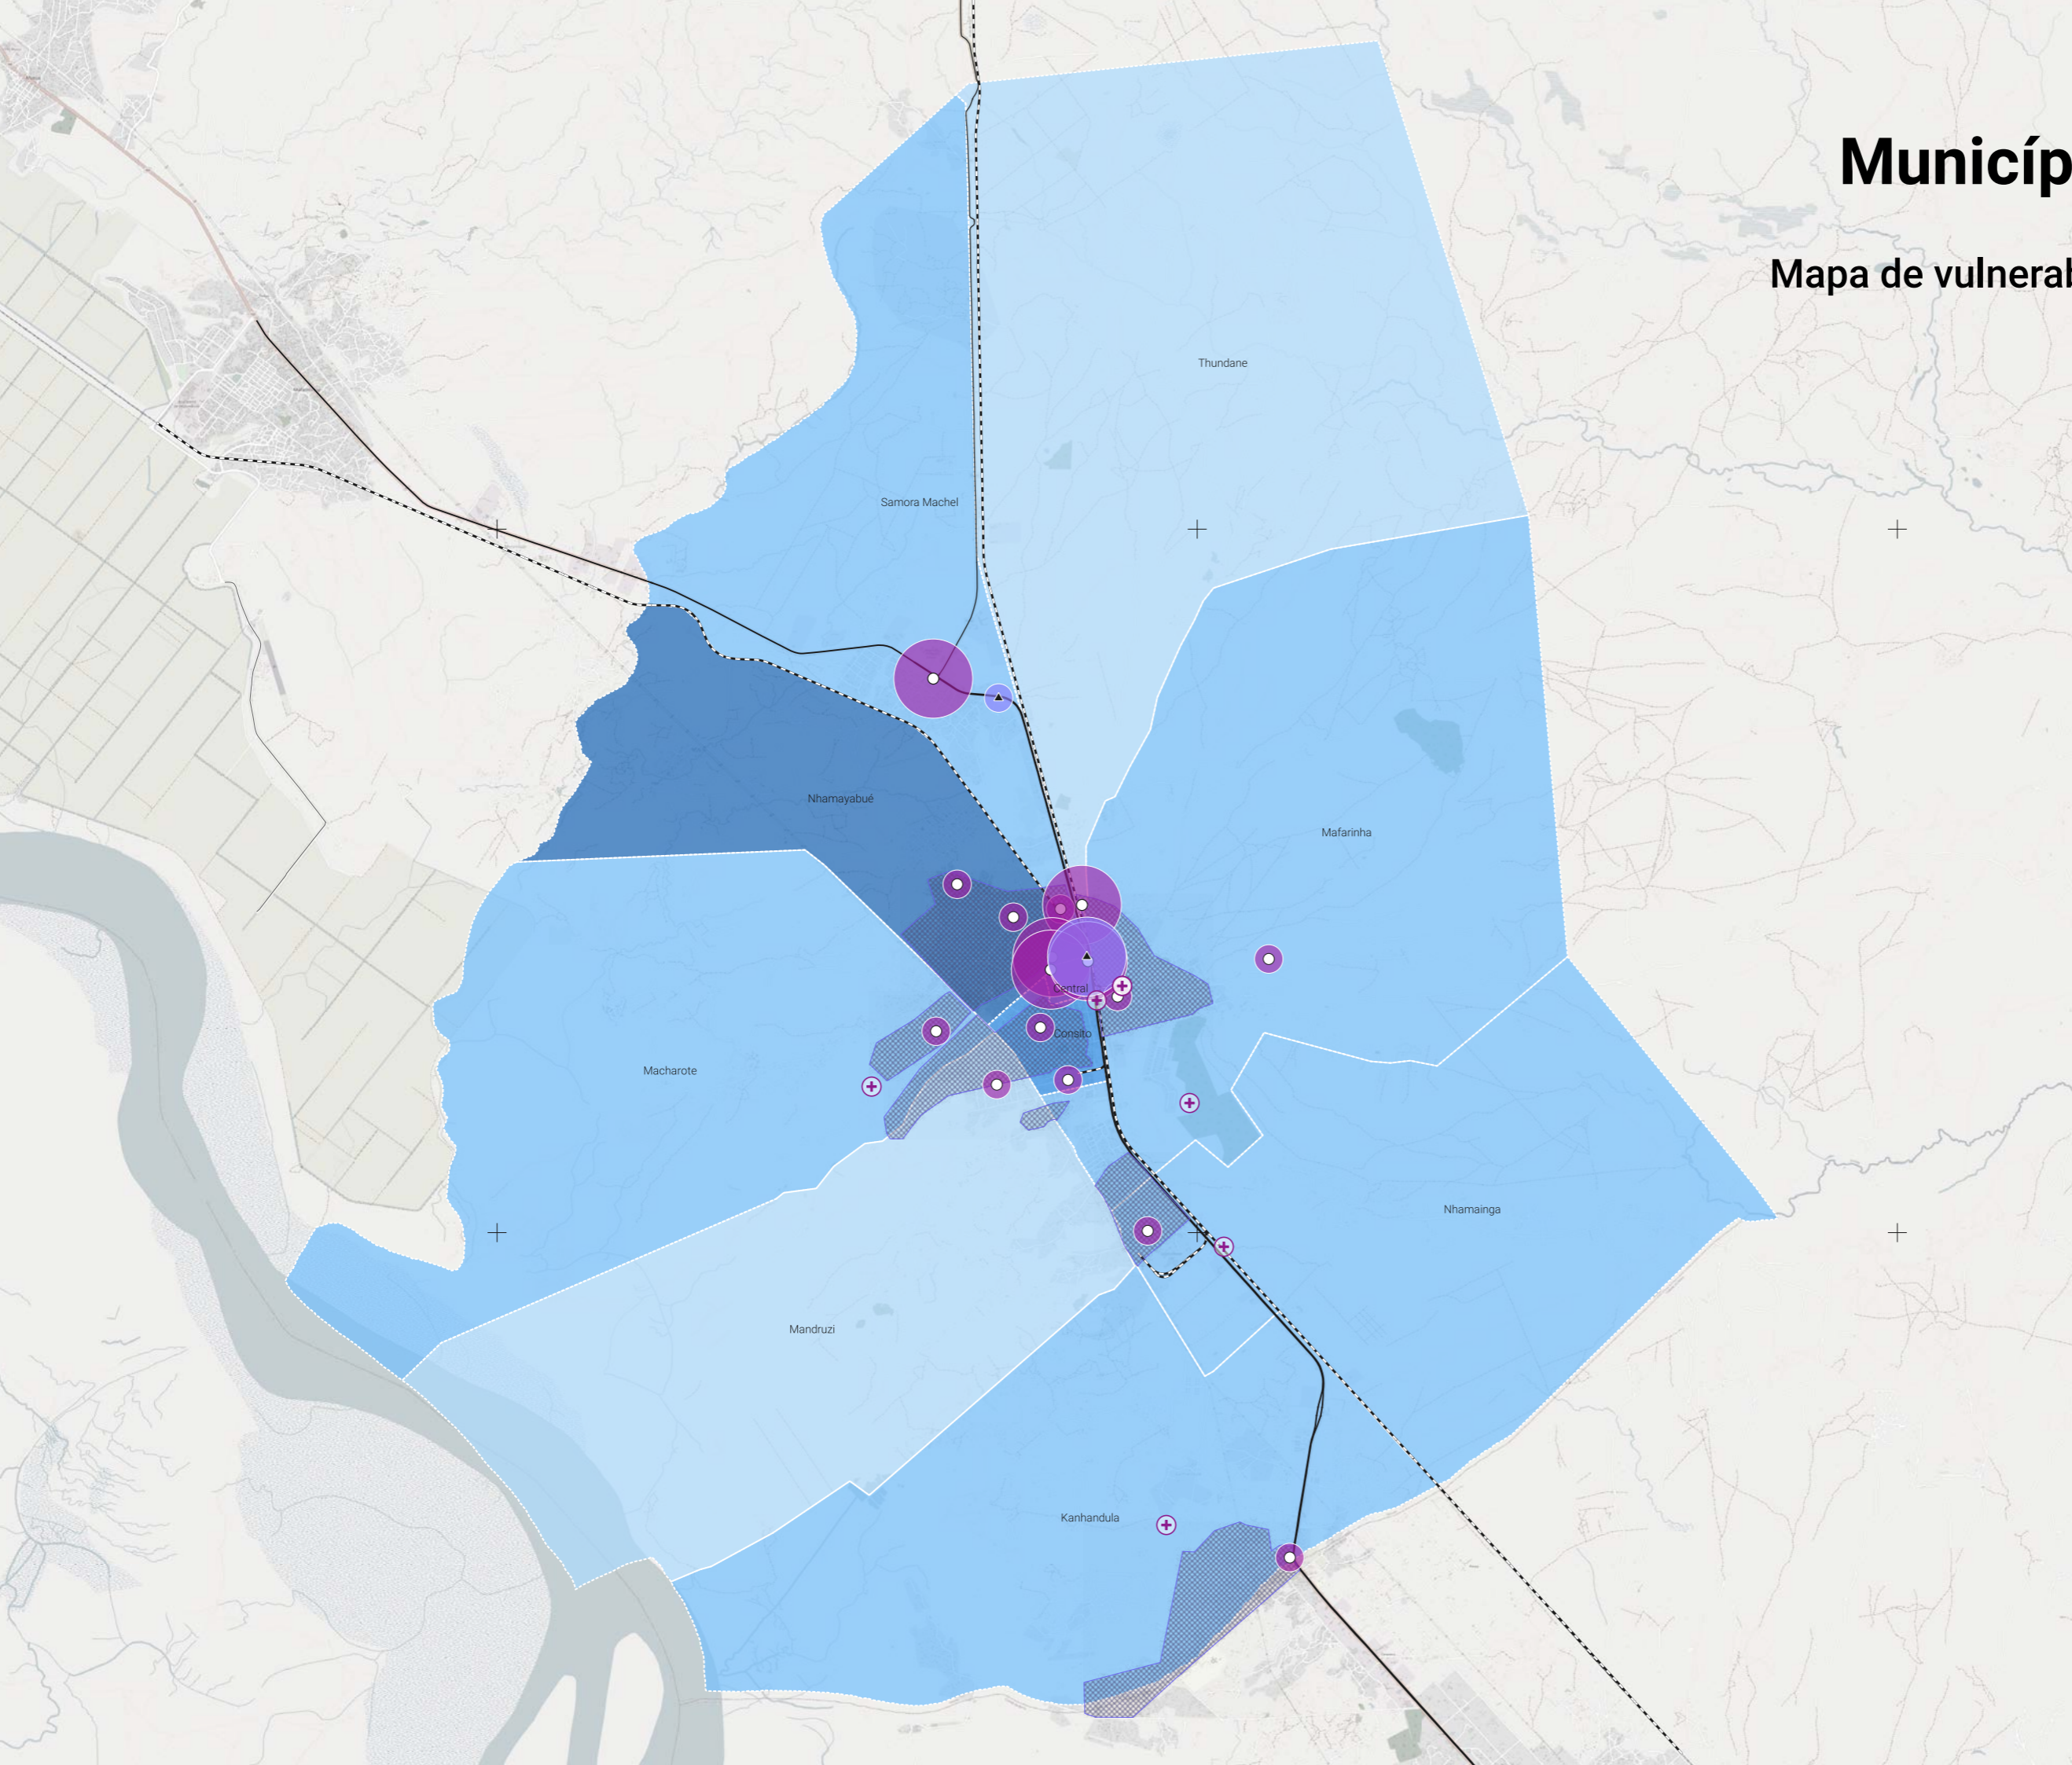 Municíp
Mapa de vulnerab
Thundane
Samora Machel
Nhamayabué
Mafarinha
Central
Consito
Macharote
Nhamainga
Mandruzi
Kanhandula